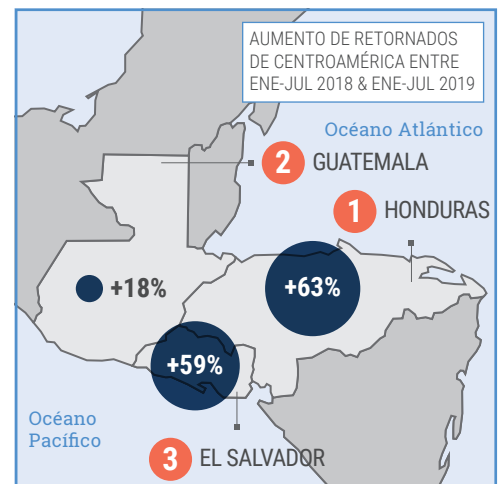 AUMENTO DE RETORNADOS
DE CENTROAMÉRICA ENTRE
ENE-JUL 2018 & ENE-JUL 2019
Océano Atlántico
2 GUATEMALA
1 HONDURAS
+18%
+63%
+59%
Océano
Pacífico
3 EL SALVADOR